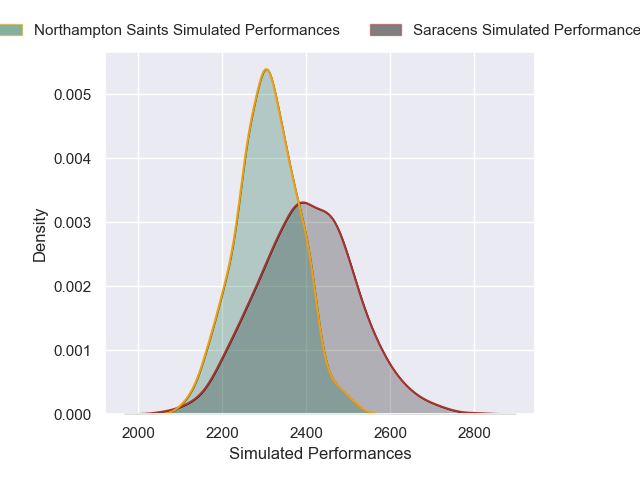 Northampton Saints Simulated Performances
Saracens Simulated Performance
0.005
0.004
0.003
0.002
0.001
0.000
Density
2000 2200 2400 2600 2800
Simulated Performances